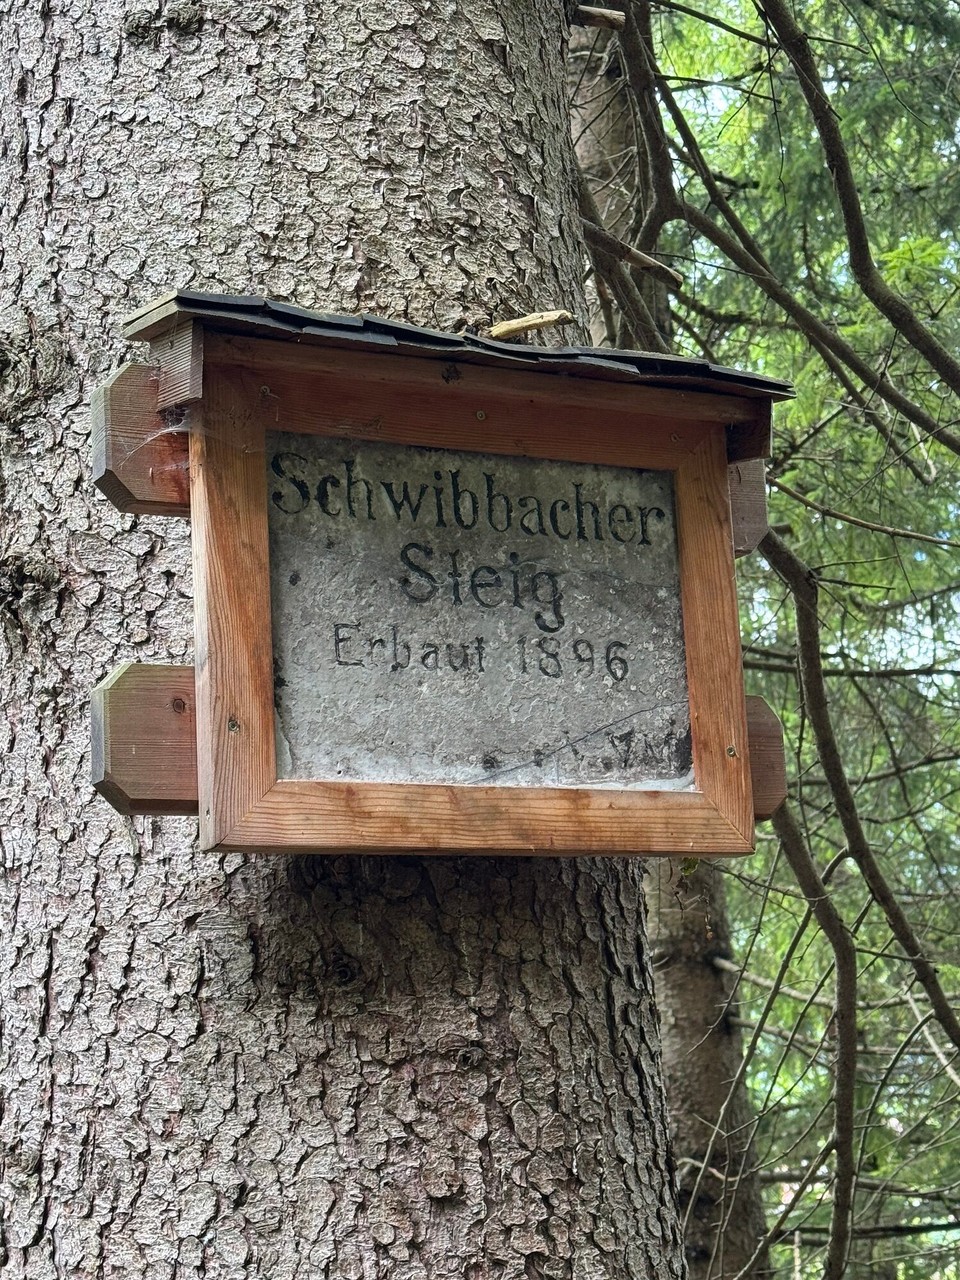 Schwibbacher
Steig
Erbaut 1896